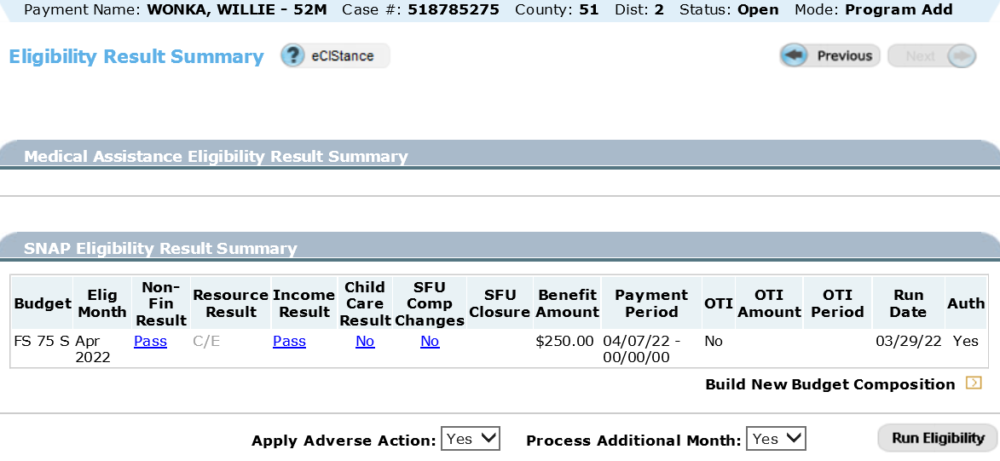 Payment Name: WONKA, WILLIE - 52M Case #: 518785275 County: 51 Dist: 2 Status: Open Mode: Program Add
Eligibility Result Summary ? eCIStance Previous Next
Medical Assistance Eligibility Result Summary
SNAP Eligibility Result Summary
Budget Elig Month Non-Fin Result Resource Result Income Result Child Care Result SFU Comp Changes SFU Closure Benefit Amount Payment Period OTI OTI Amount OTI Period Run Date Auth
FS 75 S Apr 2022 Pass C/E Pass No No $250.00 04/07/22 - 00/00/00 No 03/29/22 Yes
Build New Budget Composition
Apply Adverse Action: Yes Process Additional Month: Yes Run Eligibility